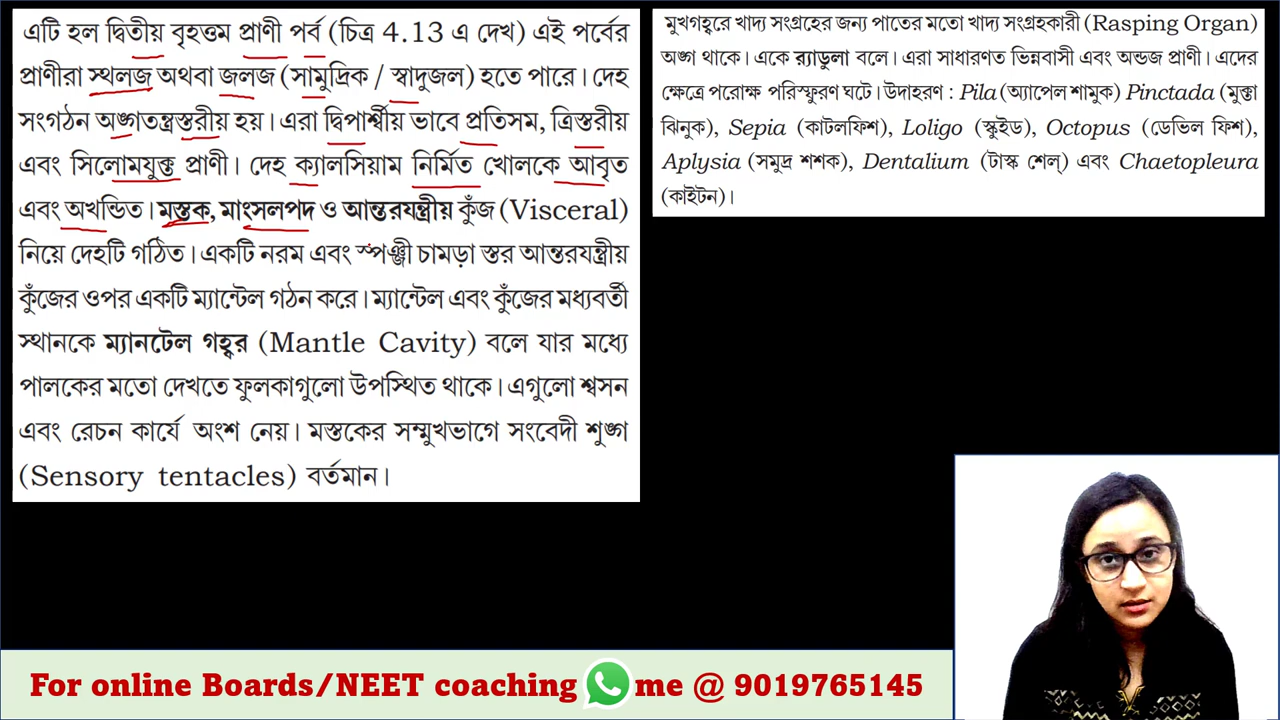 এটি হল দ্বিতীয় বৃহত্তম প্রাণী পর্ব (চিত্র 4.13 এ দেখ) এই পর্বের
প্রাণীরা স্থলজ অথবা জলজ (সামুদ্রিক / স্বাদুজল) হতে পারে। দেহ
সংগঠন অঙ্গতন্ত্রস্তরীয় হয়। এরা দ্বিপার্শ্বীয় ভাবে প্রতিসম, ত্রিস্তরীয়
এবং সিলোমযুক্ত প্রাণী। দেহ ক্যালসিয়াম নির্মিত খোলকে আবৃত
এবং অখন্ডিত। মস্তক, মাংসলপদ ও আন্তরযন্ত্রীয় কুঁজ (Visceral)
নিয়ে দেহটি গঠিত। একটি নরম এবং স্পঞ্জী চামড়া স্তর আন্তরযন্ত্রীয়
কুঁজের ওপর একটি ম্যান্টেল গঠন করে। ম্যান্টেল এবং কুঁজের মধ্যবর্তী
স্থানকে ম্যানটেল গহ্বর (Mantle Cavity) বলে যার মধ্যে
পালকের মতো দেখতে ফুলকাগুলো উপস্থিত থাকে। এগুলো শ্বসন
এবং রেচন কার্যে অংশ নেয়। মস্তকের সম্মুখভাগে সংবেদী শুঙ্গ
(Sensory tentacles) বর্তমান।
মুখগহ্বরে খাদ্য সংগ্রহের জন্য পাতের মতো খাদ্য সংগ্রহকারী (Rasping Organ)
অঙ্গ থাকে। একে র‍্যাডুলা বলে। এরা সাধারণত ভিন্নবাসী এবং অন্ডজ প্রাণী। এদের
ক্ষেত্রে পরোক্ষ পরিস্ফুরণ ঘটে। উদাহরণ : Pila (অ্যাপেল শামুক) Pinctada (মুক্তা
ঝিনুক), Sepia (কাটলফিশ), Loligo (স্কুইড), Octopus (ডেভিল ফিশ),
Aplysia (সমুদ্র শশক), Dentalium (টাস্ক শেল্) এবং Chaetopleura
(কাইটন)।
For online Boards/NEET coaching me @ 9019765145